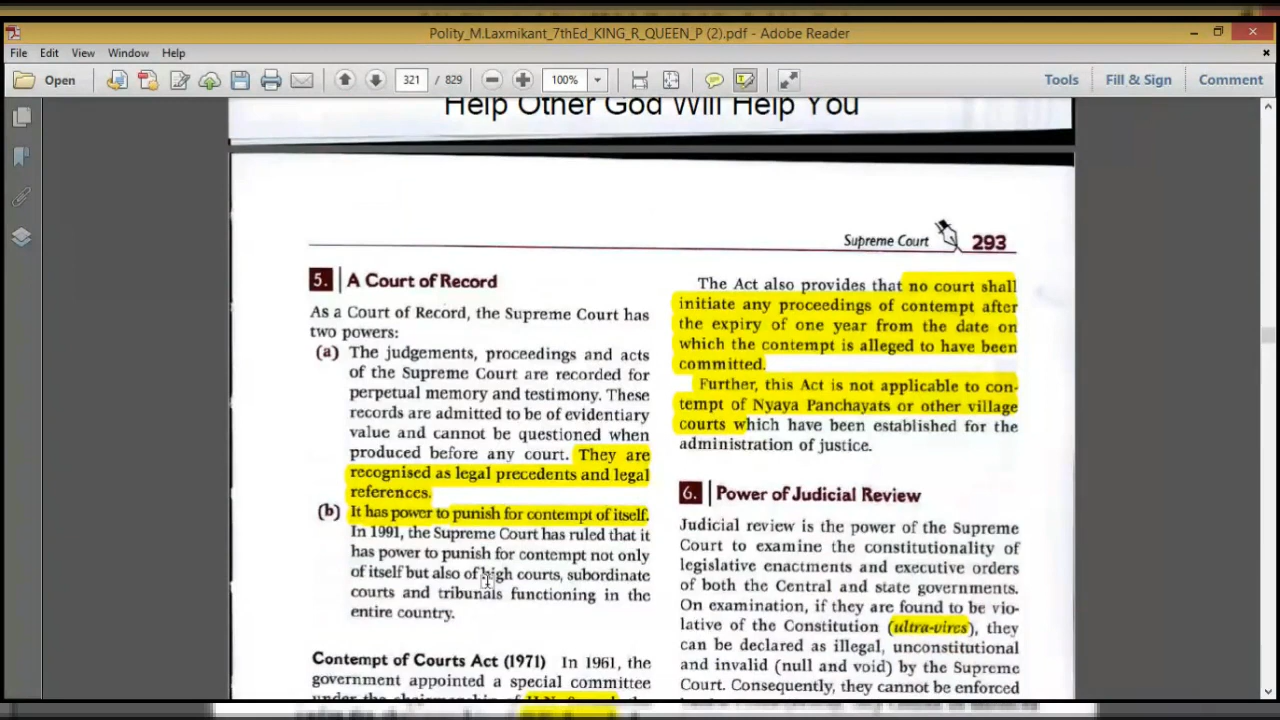 Polity_M.Laxmikant_7thEd_KING_R_QUEEN_P (2).pdf - Adobe Reader
File Edit View Window Help
Open 321 / 829 100% Tools Fill & Sign Comment
Help Other God Will Help You
Supreme Court 293
5. A Court of Record
As a Court of Record, the Supreme Court has
two powers:
(a) The judgements, proceedings and acts
of the Supreme Court are recorded for
perpetual memory and testimony. These
records are admitted to be of evidentiary
value and cannot be questioned when
produced before any court. They are
recognised as legal precedents and legal
references.
(b) It has power to punish for contempt of itself.
In 1991, the Supreme Court has ruled that it
has power to punish for contempt not only
of itself but also of high courts, subordinate
courts and tribunals functioning in the
entire country.
Contempt of Courts Act (1971) In 1961, the
government appointed a special committee
under the chairmanship of
The Act also provides that no court shall
initiate any proceedings of contempt after
the expiry of one year from the date on
which the contempt is alleged to have been
committed.
Further, this Act is not applicable to con-
tempt of Nyaya Panchayats or other village
courts which have been established for the
administration of justice.
6. Power of Judicial Review
Judicial review is the power of the Supreme
Court to examine the constitutionality of
legislative enactments and executive orders
of both the Central and state governments.
On examination, if they are found to be vio-
lative of the Constitution (ultra-vires), they
can be declared as illegal, unconstitutional
and invalid (null and void) by the Supreme
Court. Consequently, they cannot be enforced